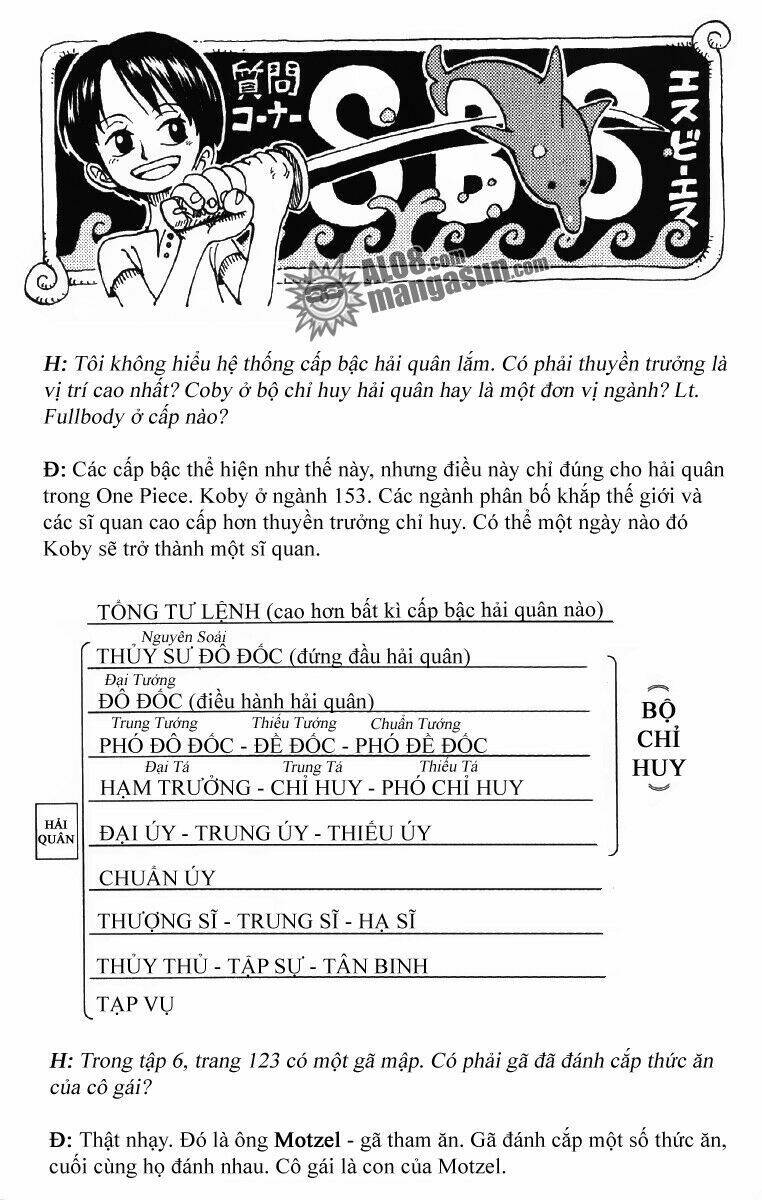 質問
コーナー
SBS
エスビーエス
ALO8.com
mangasun.com
H: Tôi không hiểu hệ thống cấp bậc hải quân lắm. Có phải thuyền trưởng là
vị trí cao nhất? Coby ở bộ chỉ huy hải quân hay là một đơn vị ngành? Lt.
Fullbody ở cấp nào?
Đ: Các cấp bậc thể hiện như thế này, nhưng điều này chỉ đúng cho hải quân
trong One Piece. Koby ở ngành 153. Các ngành phân bố khắp thế giới và
các sĩ quan cao cấp hơn thuyền trưởng chỉ huy. Có thể một ngày nào đó
Koby sẽ trở thành một sĩ quan.
TỔNG TƯ LỆNH (cao hơn bất kì cấp bậc hải quân nào)
Nguyên Soái
THỦY SƯ ĐÔ ĐỐC (đứng đầu hải quân)
Đại Tướng
ĐÔ ĐỐC (điều hành hải quân)
Trung Tướng Thiếu Tướng Chuẩn Tướng
PHÓ ĐÔ ĐỐC - ĐỀ ĐỐC - PHÓ ĐỀ ĐỐC
Đại Tá Trung Tá Thiếu Tá
HẠM TRƯỞNG - CHỈ HUY - PHÓ CHỈ HUY
ĐẠI ÚY - TRUNG ÚY - THIẾU ÚY
CHUẨN ÚY
THƯỢNG SĨ - TRUNG SĨ - HẠ SĨ
THỦY THỦ - TẬP SỰ - TÂN BINH
TẠP VỤ
HẢI
QUÂN
(BỘ
CHỈ
HUY)
H: Trong tập 6, trang 123 có một gã mập. Có phải gã đã đánh cắp thức ăn
của cô gái?
Đ: Thật nhạy. Đó là ông Motzel - gã tham ăn. Gã đánh cắp một số thức ăn,
cuối cùng họ đánh nhau. Cô gái là con của Motzel.